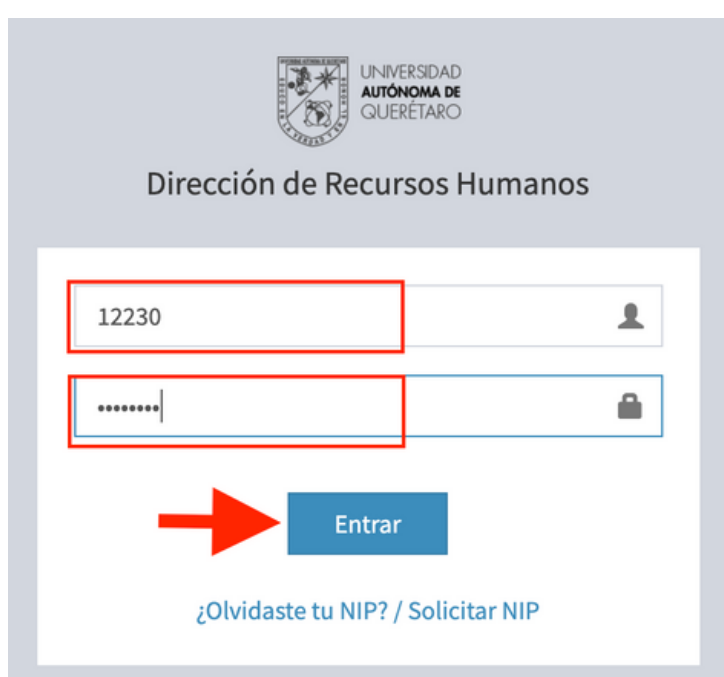 UNIVERSIDAD
AUTÓNOMA DE
QUERÉTARO
Dirección de Recursos Humanos
12230
••••••••
Entrar
¿Olvidaste tu NIP? / Solicitar NIP